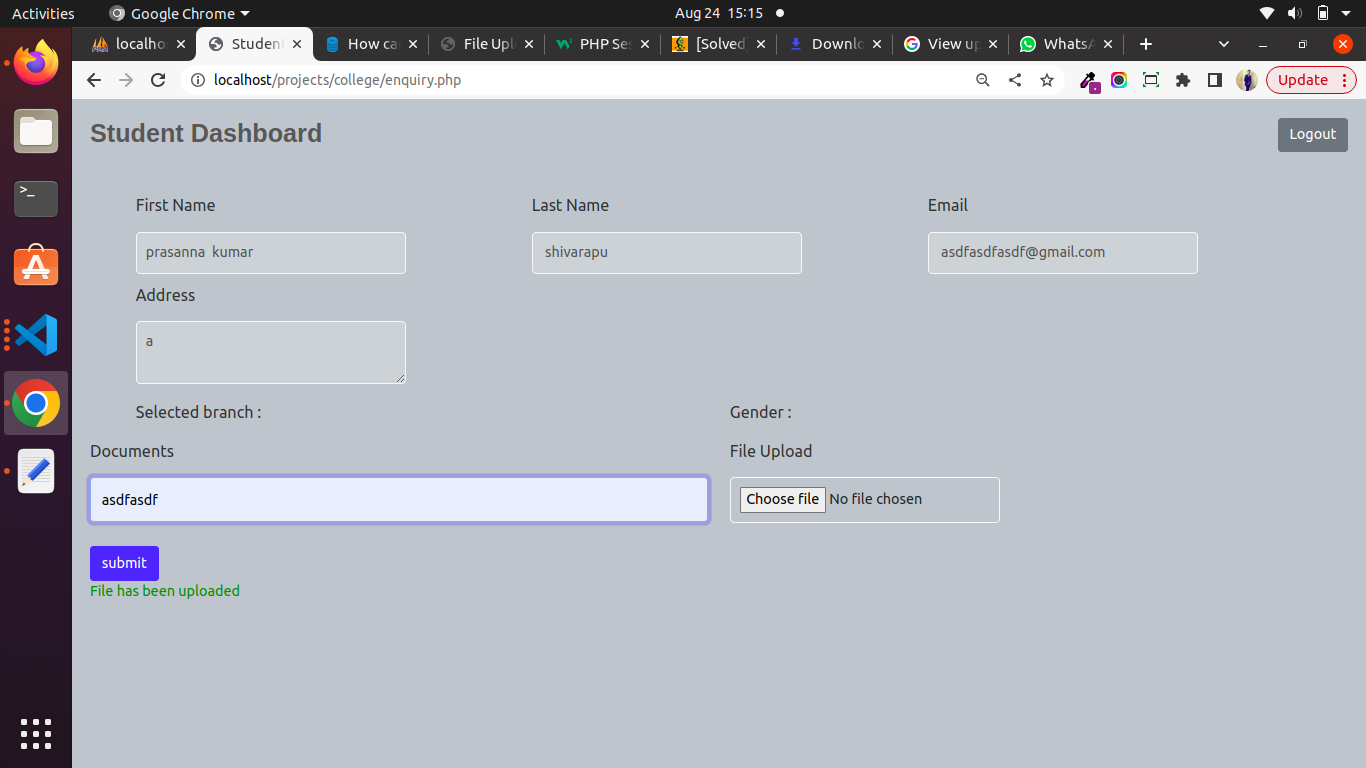 Activities Google Chrome Aug 24 15:15
localho Studen How ca File Upl PHP Ses [Solved Downlo View up WhatsA
localhost/projects/college/enquiry.php Update
Student Dashboard Logout
First Name Last Name Email
prasanna kumar shivarapu asdfasdfasdf@gmail.com
Address
a
Selected branch : Gender :
Documents File Upload
asdfasdf Choose file No file chosen
submit
File has been uploaded